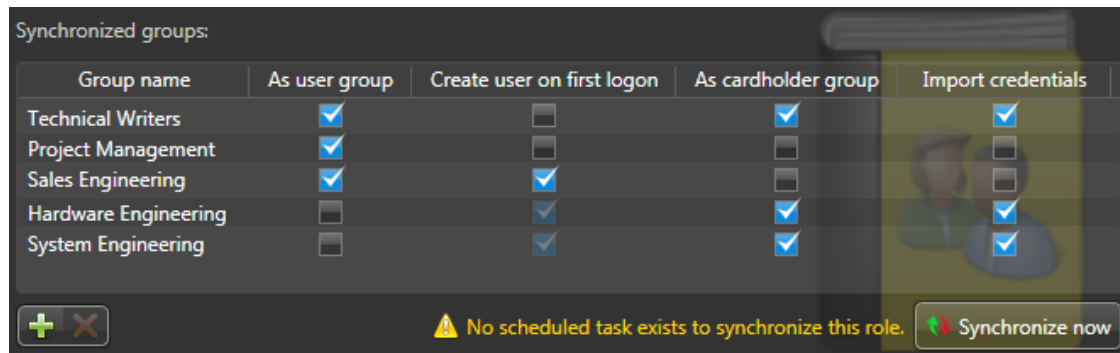 Synchronized groups:
Group name As user group Create user on first logon As cardholder group Import credentials
Technical Writers
Project Management
Sales Engineering
Hardware Engineering
System Engineering
No scheduled task exists to synchronize this role. Synchronize now